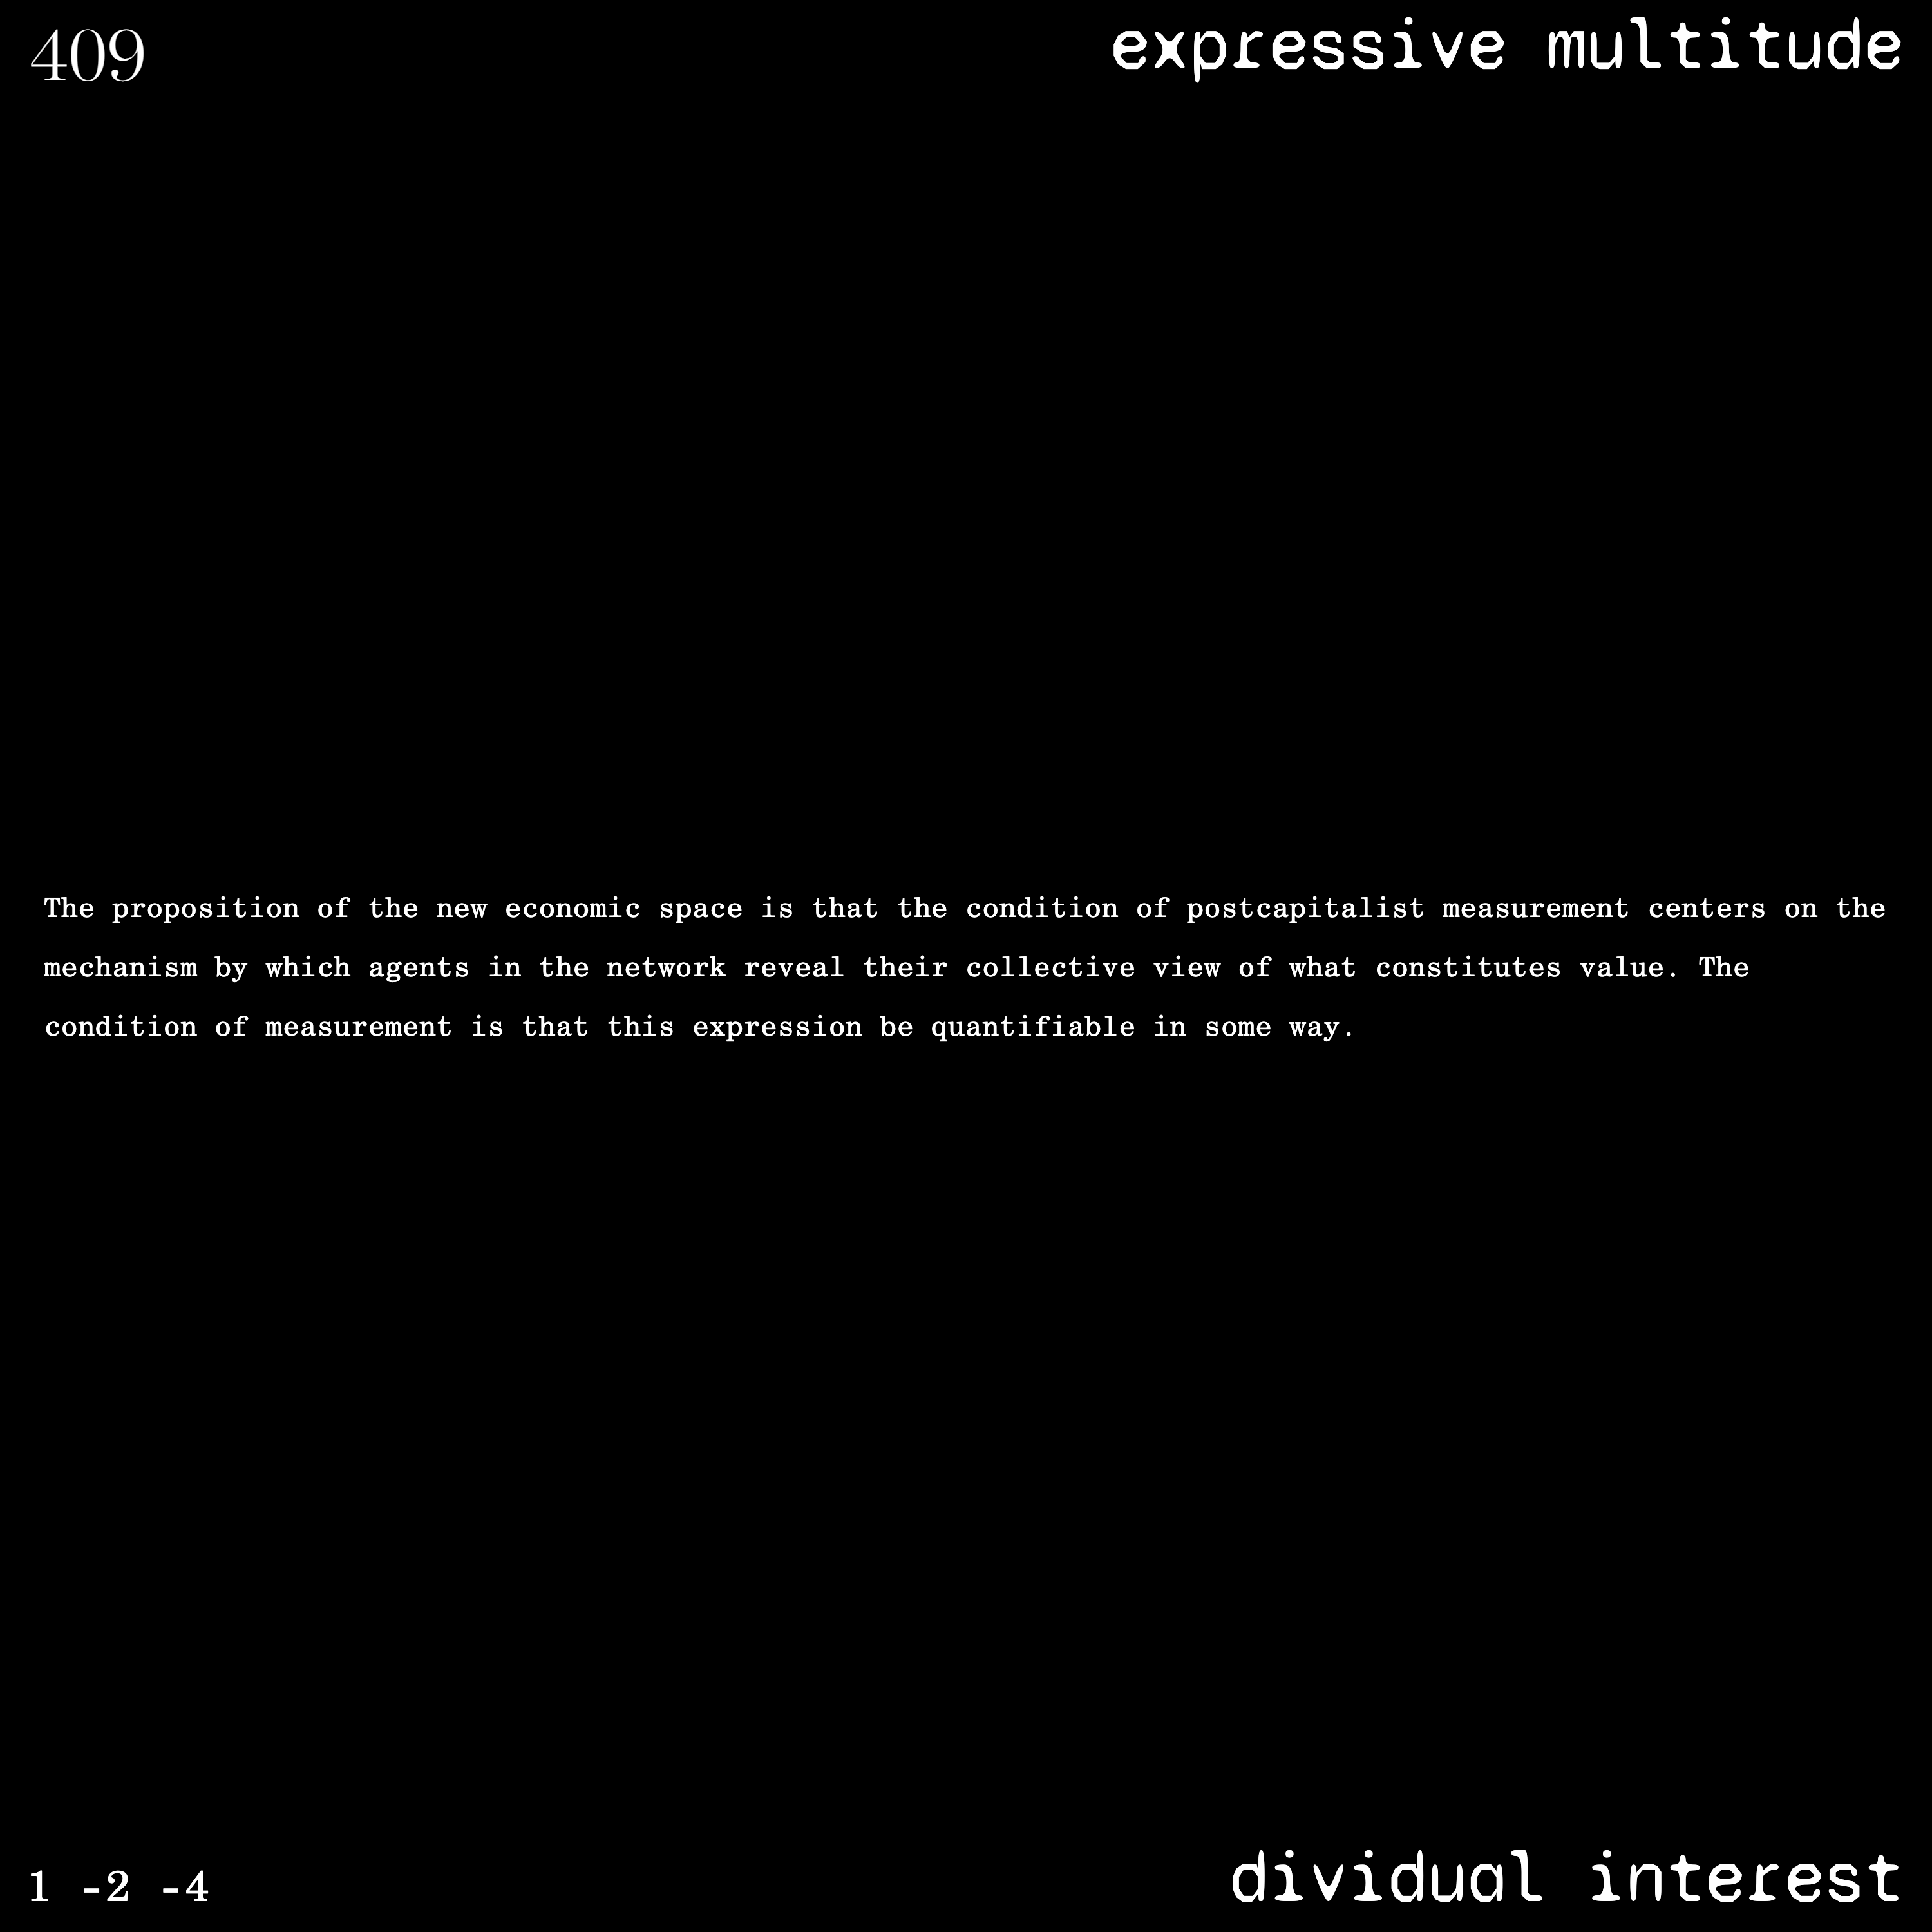 409
expressive multitude
The proposition of the new economic space is that the condition of postcapitalist measurement centers on the
mechanism by which agents in the network reveal their collective view of what constitutes value. The
condition of measurement is that this expression be quantifiable in some way.
1 -2 -4
dividual interest